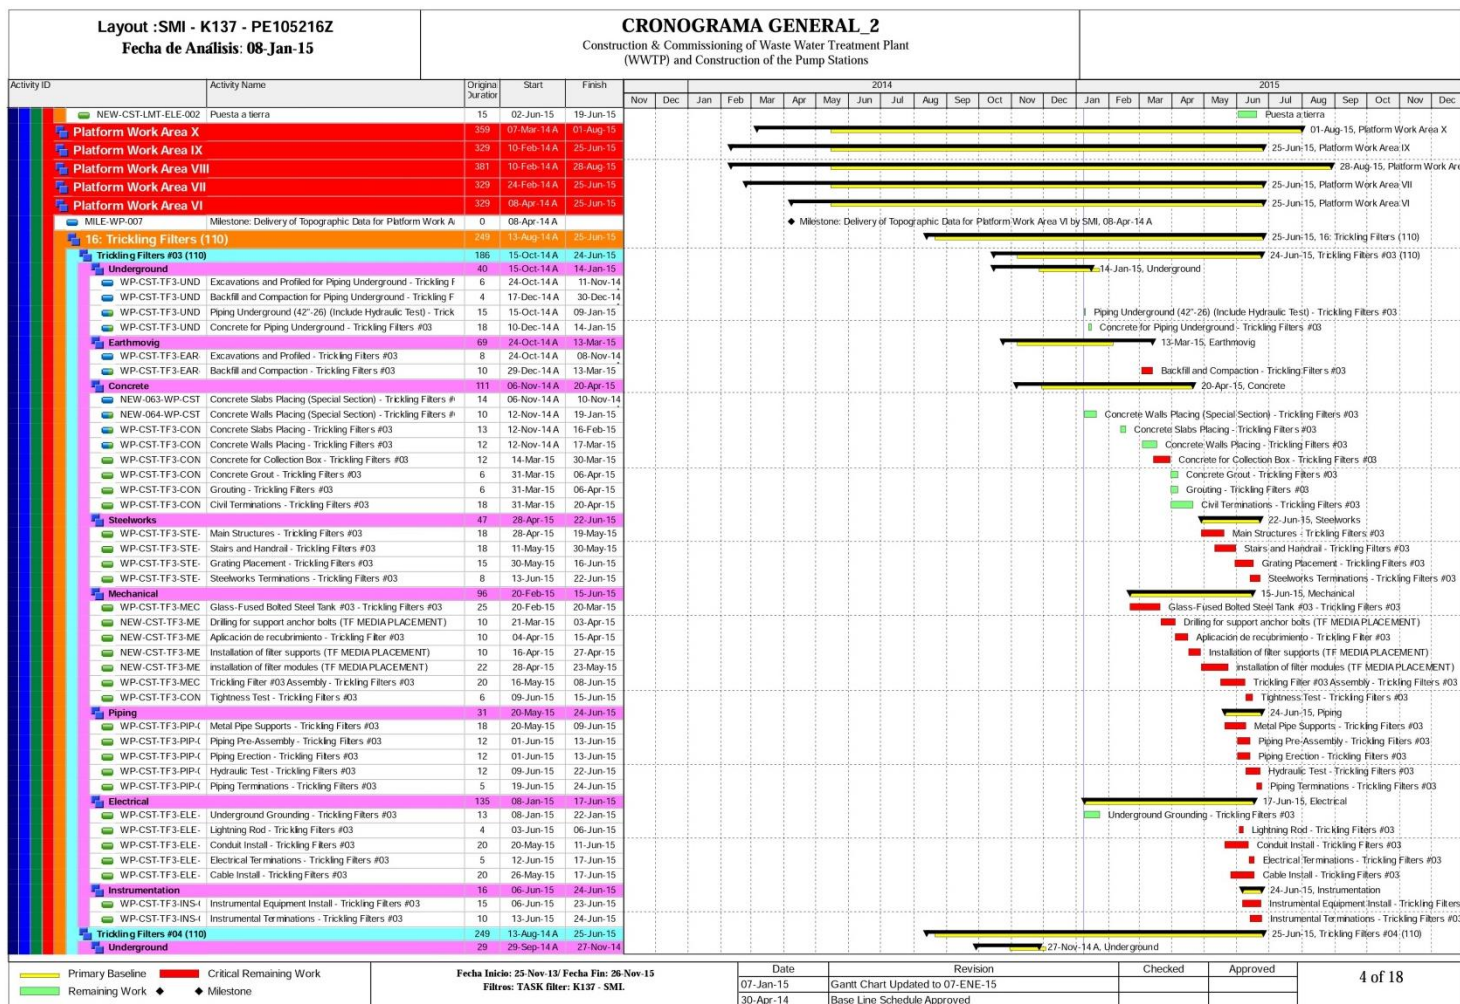 Layout :SMI - K137 - PE105216Z
Fecha de Análisis: 08-Jan-15
CRONOGRAMA GENERAL_2
Construction & Commissioning of Waste Water Treatment Plant
(WWTP) and Construction of the Pump Stations
Activity ID Activity Name Original Duration Start Finish 2014 2015
Nov Dec Jan Feb Mar Apr May Jun Jul Aug Sep Oct Nov Dec Jan Feb Mar Apr May Jun Jul Aug Sep Oct Nov Dec
NEW-CST-LMT-ELE-002 Puesta a tierra 15 02-Jun-15 19-Jun-15 Puesta a tierra
Platform Work Area X 359 07-Mar-14 A 01-Aug-15 01-Aug-15, Platform Work Area X
Platform Work Area IX 329 10-Feb-14 A 25-Jun-15 25-Jun-15, Platform Work Area IX
Platform Work Area VIII 381 10-Feb-14 A 28-Aug-15 28-Aug-15, Platform Work Are
Platform Work Area VII 329 24-Feb-14 A 25-Jun-15 25-Jun-15, Platform Work Area VII
Platform Work Area VI 329 08-Apr-14 A 25-Jun-15 25-Jun-15, Platform Work Area VI
MILE-WP-007 Milestone: Delivery of Topographic Data for Platform Work A 0 08-Apr-14 A Milestone: Delivery of Topographic Data for Platform Work Area VI by SMI, 08-Apr-14 A
16: Trickling Filters (110) 249 13-Aug-14 A 25-Jun-15 25-Jun-15, 16: Trickling Filters (110)
Trickling Filters #03 (110) 186 15-Oct-14 A 24-Jun-15 24-Jun-15, Trickling Filters #03 (110)
Underground 40 15-Oct-14 A 14-Jan-15 14-Jan-15, Underground
WP-CST-TF3-UND Excavations and Profiled for Piping Underground - Trickling F 6 24-Oct-14 A 11-Nov-14
WP-CST-TF3-UND Backfill and Compaction for Piping Underground - Trickling F 4 17-Dec-14 A 30-Dec-14
WP-CST-TF3-UND Piping Underground (42"-26) (Include Hydraulic Test) - Trick 15 15-Oct-14 A 09-Jan-15 Piping Underground (42"-26) (Include Hydraulic Test) - Trickling Filters #03
WP-CST-TF3-UND Concrete for Piping Underground - Trickling Filters #03 18 10-Dec-14 A 14-Jan-15 Concrete for Piping Underground - Trickling Filters #03
Earthmovig 69 24-Oct-14 A 13-Mar-15 13-Mar-15, Earthmovig
WP-CST-TF3-EAR- Excavations and Profiled - Trickling Filters #03 8 24-Oct-14 A 08-Nov-14
WP-CST-TF3-EAR- Backfill and Compaction - Trickling Filters #03 10 29-Dec-14 A 13-Mar-15 Backfill and Compaction - Trickling Filters #03
Concrete 111 06-Nov-14 A 20-Apr-15 20-Apr-15, Concrete
NEW-063-WP-CST Concrete Slabs Placing (Special Section) - Trickling Filters # 14 06-Nov-14 A 10-Nov-14
NEW-064-WP-CST Concrete Walls Placing (Special Section) - Trickling Filters # 10 12-Nov-14 A 19-Jan-15 Concrete Walls Placing (Special Section) - Trickling Filters #03
WP-CST-TF3-CON Concrete Slabs Placing - Trickling Filters #03 13 12-Nov-14 A 16-Feb-15 Concrete Slabs Placing - Trickling Filters #03
WP-CST-TF3-CON Concrete Walls Placing - Trickling Filters #03 12 12-Nov-14 A 17-Mar-15 Concrete Walls Placing - Trickling Filters #03
WP-CST-TF3-CON Concrete for Collection Box - Trickling Filters #03 12 14-Mar-15 30-Mar-15 Concrete for Collection Box - Trickling Filters #03
WP-CST-TF3-CON Concrete Grout - Trickling Filters #03 6 31-Mar-15 06-Apr-15 Concrete Grout - Trickling Filters #03
WP-CST-TF3-CON Grouting - Trickling Filters #03 6 31-Mar-15 06-Apr-15 Grouting - Trickling Filters #03
WP-CST-TF3-CON Civil Terminations - Trickling Filters #03 18 31-Mar-15 20-Apr-15 Civil Terminations - Trickling Filters #03
Steelworks 47 28-Apr-15 22-Jun-15 22-Jun-15, Steelworks
WP-CST-TF3-STE- Main Structures - Trickling Filters #03 18 28-Apr-15 19-May-15 Main Structures - Trickling Filters #03
WP-CST-TF3-STE- Stairs and Handrail - Trickling Filters #03 18 11-May-15 30-May-15 Stairs and Handrail - Trickling Filters #03
WP-CST-TF3-STE- Grating Placement - Trickling Filters #03 15 30-May-15 16-Jun-15 Grating Placement - Trickling Filters #03
WP-CST-TF3-STE- Steelworks Terminations - Trickling Filters #03 8 13-Jun-15 22-Jun-15 Steelworks Terminations - Trickling Filters #03
Mechanical 96 20-Feb-15 15-Jun-15 15-Jun-15, Mechanical
WP-CST-TF3-MEC Glass-Fused Bolted Steel Tank #03 - Trickling Filters #03 25 20-Feb-15 20-Mar-15 Glass-Fused Bolted Steel Tank #03 - Trickling Filters #03
NEW-CST-TF3-ME Drilling for support anchor bolts (TF MEDIA PLACEMENT) 10 21-Mar-15 03-Apr-15 Drilling for support anchor bolts (TF MEDIA PLACEMENT)
NEW-CST-TF3-ME Aplicación de recubrimiento - Trickling Filter #03 10 04-Apr-15 15-Apr-15 Aplicación de recubrimiento - Trickling Filter #03
NEW-CST-TF3-ME Installation of filter supports (TF MEDIA PLACEMENT) 10 16-Apr-15 27-Apr-15 Installation of filter supports (TF MEDIA PLACEMENT)
NEW-CST-TF3-ME installation of filter modules (TF MEDIA PLACEMENT) 22 28-Apr-15 23-May-15 installation of filter modules (TF MEDIA PLACEMENT)
WP-CST-TF3-MEC Trickling Filter #03 Assembly - Trickling Filters #03 20 16-May-15 08-Jun-15 Trickling Filter #03 Assembly - Trickling Filters #03
WP-CST-TF3-CON Tightness Test - Trickling Filters #03 6 09-Jun-15 15-Jun-15 Tightness Test - Trickling Filters #03
Piping 31 20-May-15 24-Jun-15 24-Jun-15, Piping
WP-CST-TF3-PIP-( Metal Pipe Supports - Trickling Filters #03 18 20-May-15 09-Jun-15 Metal Pipe Supports - Trickling Filters #03
WP-CST-TF3-PIP-( Piping Pre-Assembly - Trickling Filters #03 12 01-Jun-15 13-Jun-15 Piping Pre-Assembly - Trickling Filters #03
WP-CST-TF3-PIP-( Piping Erection - Trickling Filters #03 12 01-Jun-15 13-Jun-15 Piping Erection - Trickling Filters #03
WP-CST-TF3-PIP-( Hydraulic Test - Trickling Filters #03 12 09-Jun-15 22-Jun-15 Hydraulic Test - Trickling Filters #03
WP-CST-TF3-PIP-( Piping Terminations - Trickling Filters #03 5 19-Jun-15 24-Jun-15 Piping Terminations - Trickling Filters #03
Electrical 135 08-Jan-15 17-Jun-15 17-Jun-15, Electrical
WP-CST-TF3-ELE- Underground Grounding - Trickling Filters #03 13 08-Jan-15 22-Jan-15 Underground Grounding - Trickling Filters #03
WP-CST-TF3-ELE- Lightning Rod - Trickling Filters #03 4 03-Jun-15 06-Jun-15 Lightning Rod - Trickling Filters #03
WP-CST-TF3-ELE- Conduit Install - Trickling Filters #03 20 20-May-15 11-Jun-15 Conduit Install - Trickling Filters #03
WP-CST-TF3-ELE- Electrical Terminations - Trickling Filters #03 5 12-Jun-15 17-Jun-15 Electrical Terminations - Trickling Filters #03
WP-CST-TF3-ELE- Cable Install - Trickling Filters #03 20 26-May-15 17-Jun-15 Cable Install - Trickling Filters #03
Instrumentation 16 06-Jun-15 24-Jun-15 24-Jun-15, Instrumentation
WP-CST-TF3-INS-( Instrumental Equipment Install - Trickling Filters #03 15 06-Jun-15 23-Jun-15 Instrumental Equipment Install - Trickling Filters
WP-CST-TF3-INS-( Instrumental Terminations - Trickling Filters #03 10 13-Jun-15 24-Jun-15 Instrumental Terminations - Trickling Filters #03
Trickling Filters #04 (110) 249 13-Aug-14 A 25-Jun-15 25-Jun-15, Trickling Filters #04 (110)
Underground 29 29-Sep-14 A 27-Nov-14 27-Nov-14 A, Underground
Primary Baseline Critical Remaining Work
Remaining Work Milestone
Fecha Inicio: 25-Nov-13/ Fecha Fin: 26-Nov-15
Filtros: TASK filter: K137 - SMI.
Date Revision Checked Approved
07-Jan-15 Gantt Chart Updated to 07-ENE-15
30-Apr-14 Base Line Schedule Approved
4 of 18